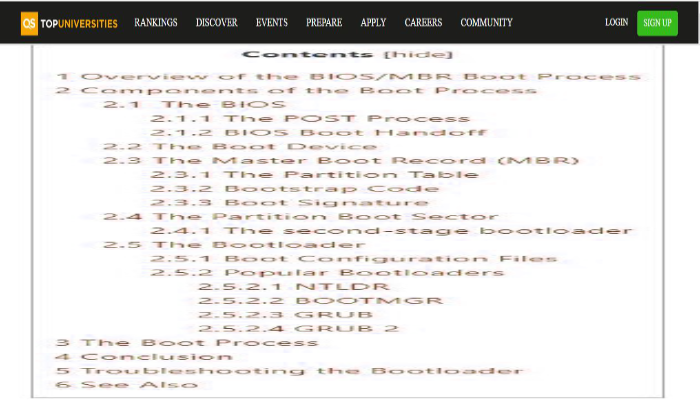 QS TOPUNIVERSITIES RANKINGS DISCOVER EVENTS PREPARE APPLY CAREERS COMMUNITY LOGIN SIGN UP
Contents [hide]
1 Overview of the BIOS/MBR Boot Process
2 Components of the Boot Process
2.1 The BIOS
2.1.1 The POST Process
2.1.2 BIOS Boot Handoff
2.2 The Boot Device
2.3 The Master Boot Record (MBR)
2.3.1 The Partition Table
2.3.2 Bootstrap Code
2.3.3 Boot Signature
2.4 The Partition Boot Sector
2.4.1 The second-stage bootloader
2.5 The Bootloader
2.5.1 Boot Configuration Files
2.5.2 Popular Bootloaders
2.5.2.1 NTLDR
2.5.2.2 BOOTMGR
2.5.2.3 GRUB
2.5.2.4 GRUB 2
3 The Boot Process
4 Conclusion
5 Troubleshooting the Bootloader
6 See Also